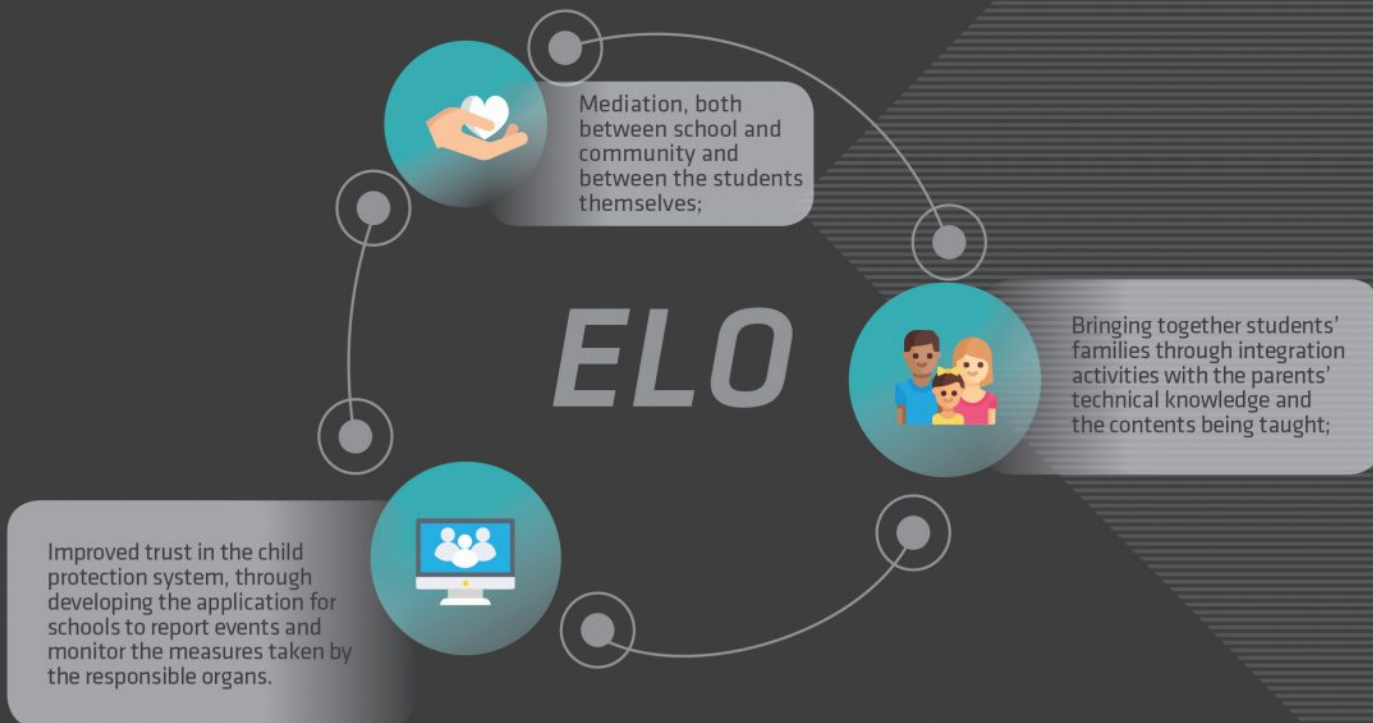 Mediation, both
between school and
community and
between the students
themselves;
ELO
Bringing together students'
families through integration
activities with the parents'
technical knowledge and
the contents being taught;
Improved trust in the child
protection system, through
developing the application for
schools to report events and
monitor the measures taken by
the responsible organs.